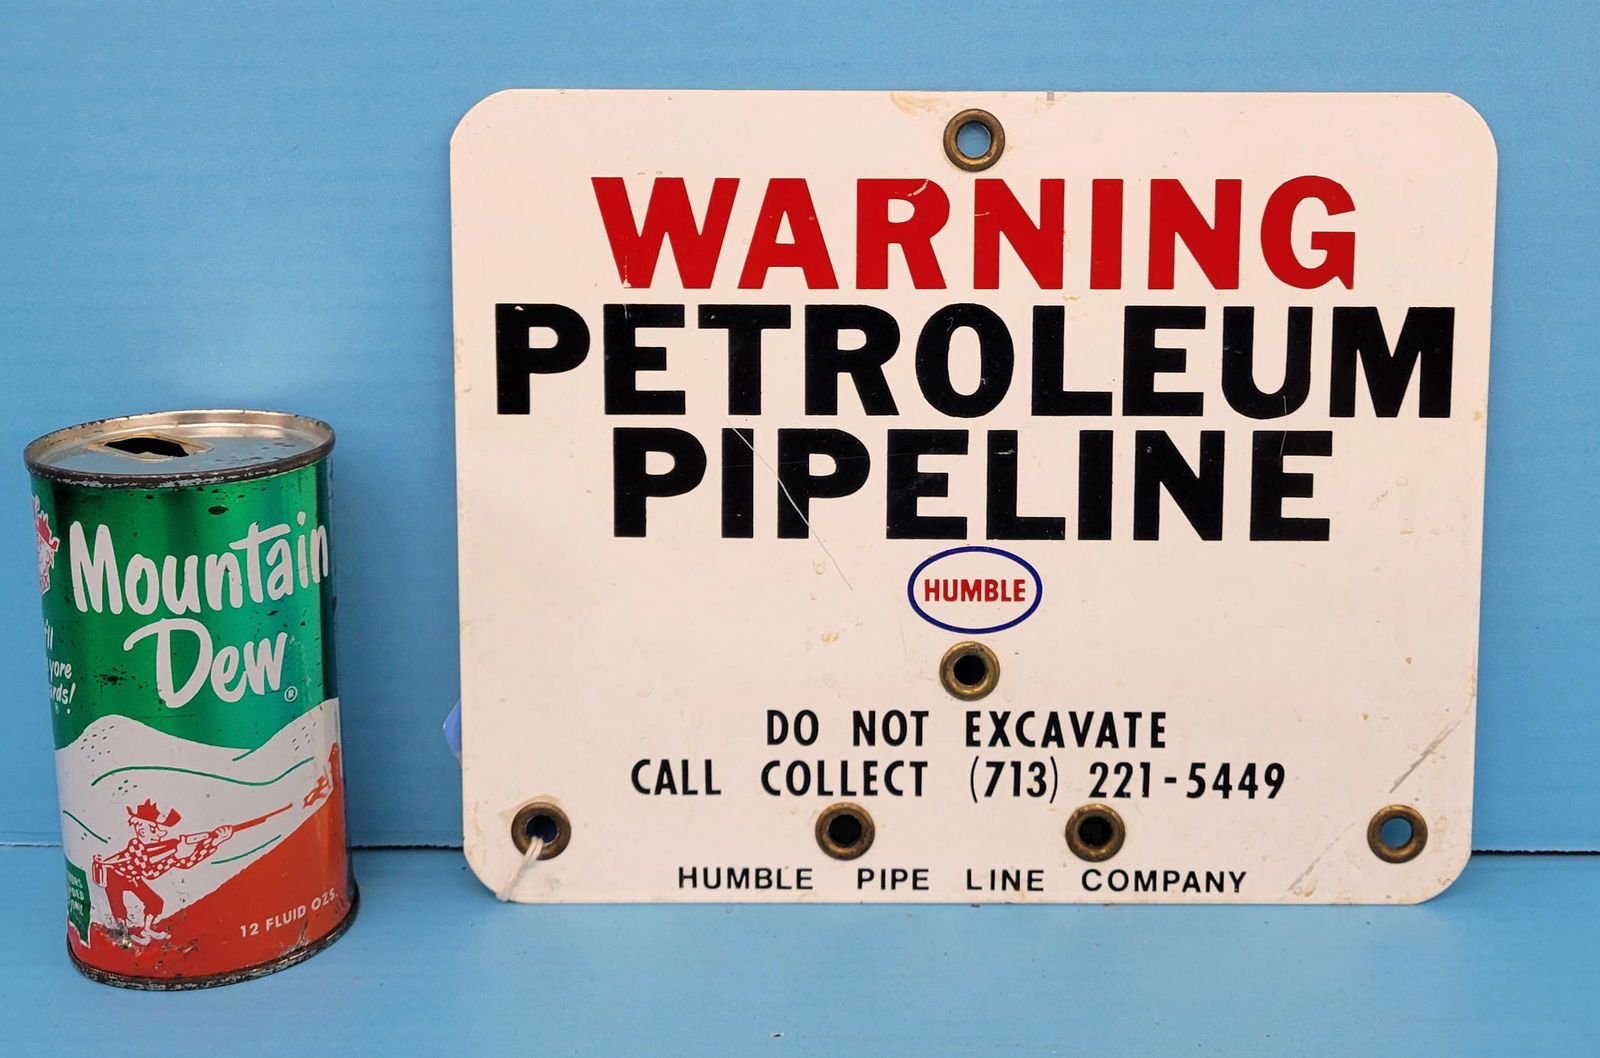 Mountain
Dew®
12 FLUID OZS.
WARNING
PETROLEUM
PIPELINE
HUMBLE
DO NOT EXCAVATE
CALL COLLECT (713) 221-5449
HUMBLE PIPE LINE COMPANY